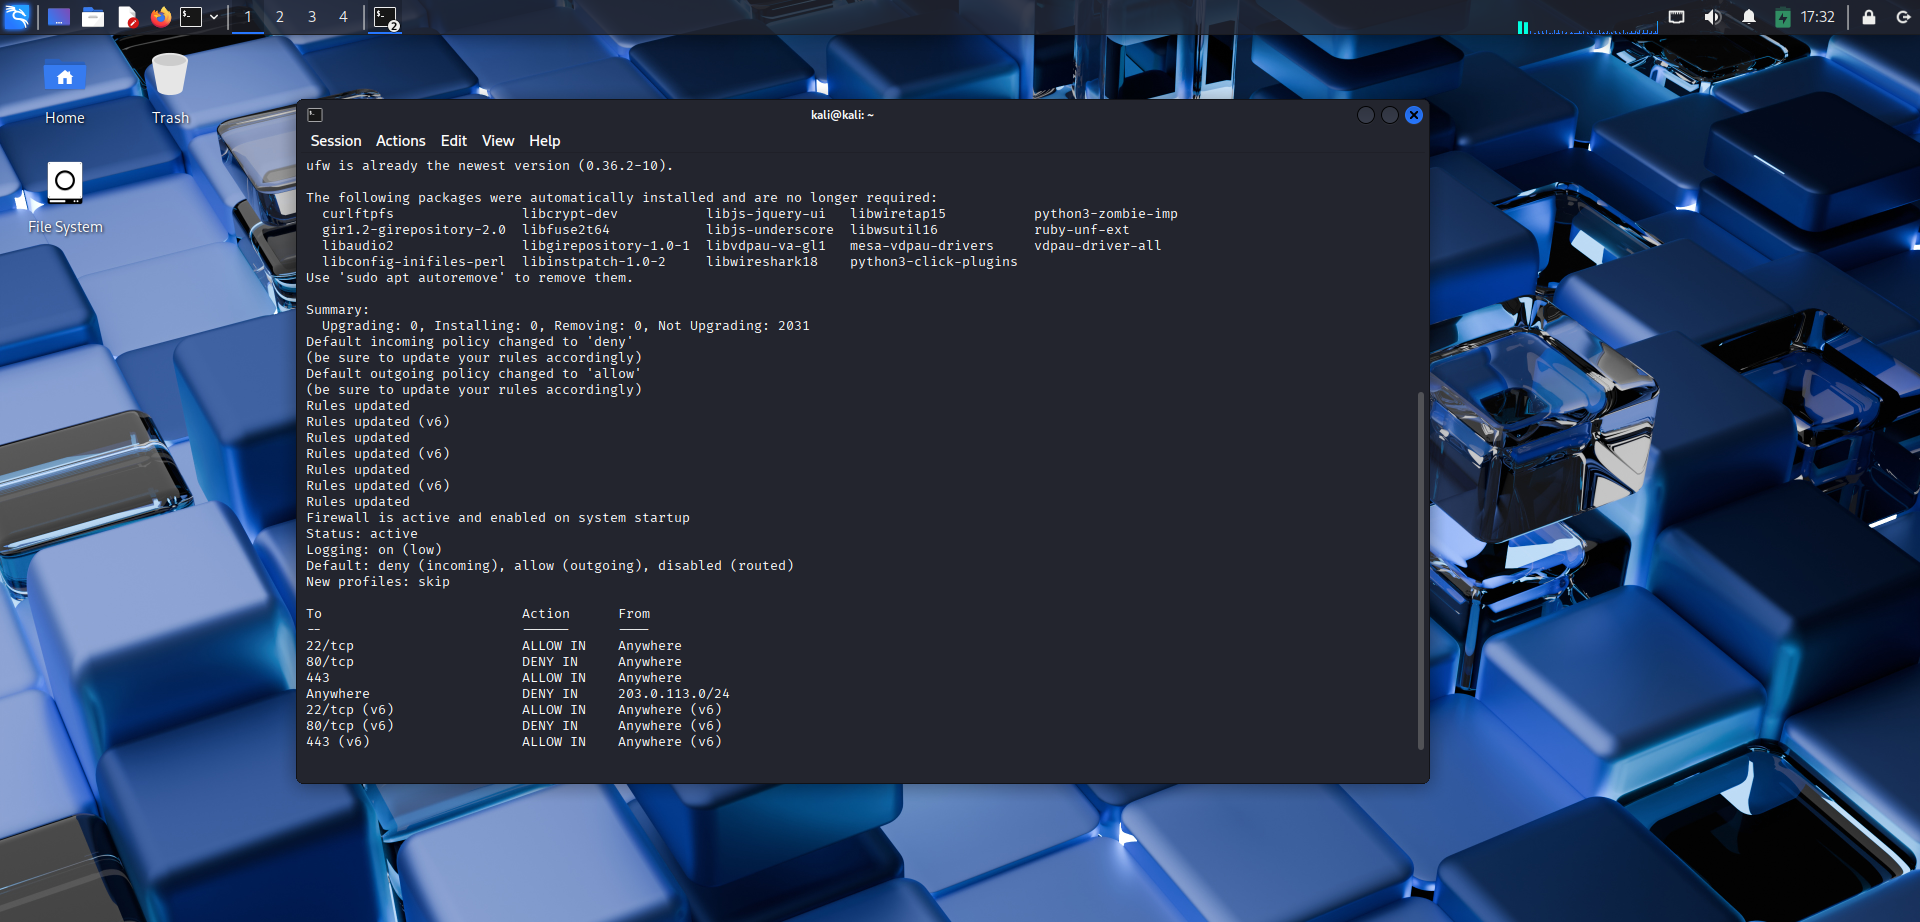 1 2 3 4 2 17:32
Home
Trash
File System
kali@kali: ~
Session Actions Edit View Help
ufw is already the newest version (0.36.2-10).
The following packages were automatically installed and are no longer required:
curlftpfs libcrypt-dev libjs-jquery-ui libwiretap15 python3-zombie-imp
gir1.2-girepository-2.0 libfuse2t64 libjs-underscore libwsutil16 ruby-unf-ext
libaudio2 libgirepository-1.0-1 libvdpau-va-gl1 mesa-vdpau-drivers vdpau-driver-all
libconfig-inifiles-perl libinstpatch-1.0-2 libwireshark18 python3-click-plugins
Use 'sudo apt autoremove' to remove them.
Summary:
Upgrading: 0, Installing: 0, Removing: 0, Not Upgrading: 2031
Default incoming policy changed to 'deny'
(be sure to update your rules accordingly)
Default outgoing policy changed to 'allow'
(be sure to update your rules accordingly)
Rules updated
Rules updated (v6)
Rules updated
Rules updated (v6)
Rules updated
Rules updated (v6)
Rules updated
Firewall is active and enabled on system startup
Status: active
Logging: on (low)
Default: deny (incoming), allow (outgoing), disabled (routed)
New profiles: skip
To Action From
-- ------ ----
22/tcp ALLOW IN Anywhere
80/tcp DENY IN Anywhere
443 ALLOW IN Anywhere
Anywhere DENY IN 203.0.113.0/24
22/tcp (v6) ALLOW IN Anywhere (v6)
80/tcp (v6) DENY IN Anywhere (v6)
443 (v6) ALLOW IN Anywhere (v6)